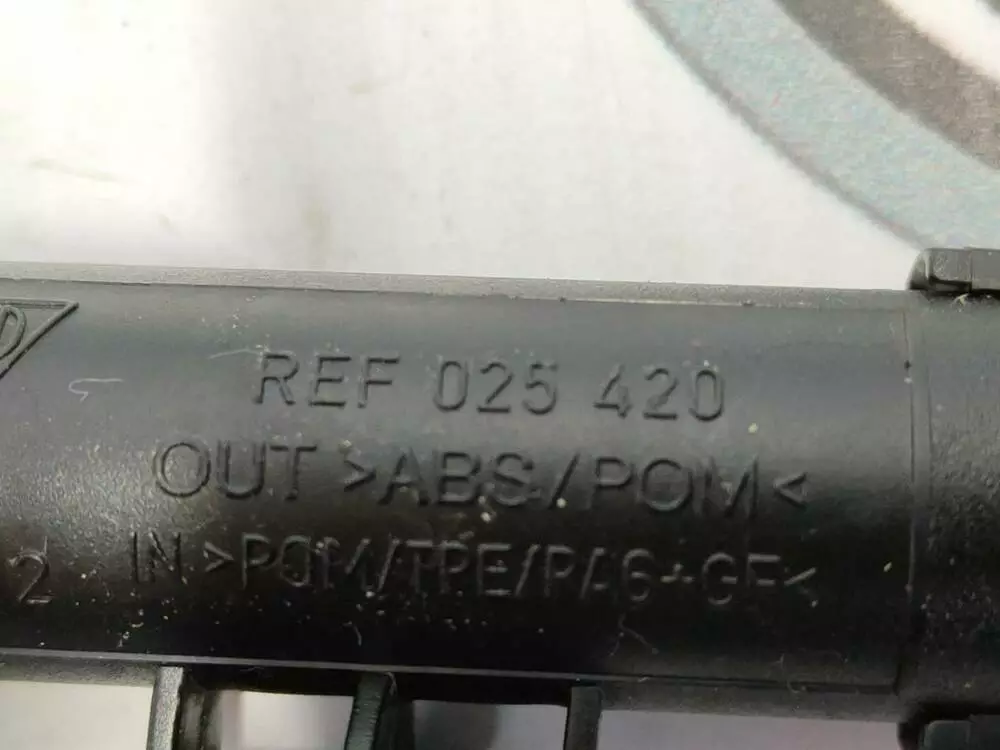 D
REF 025 420
OUT >ABS/POM<
2
IN >POM/TPE/PA6+GF<